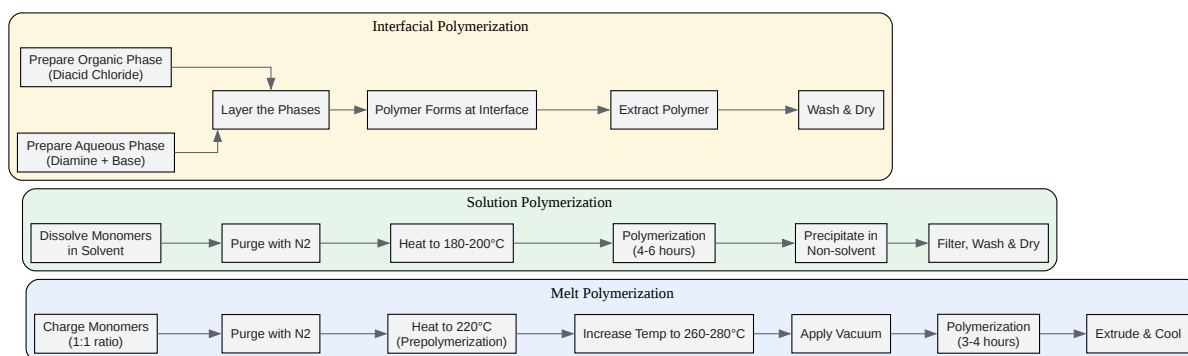 Interfacial Polymerization
Prepare Organic Phase
(Diacid Chloride)
Prepare Aqueous Phase
(Diamine + Base)
Layer the Phases
Polymer Forms at Interface
Extract Polymer
Wash & Dry
Solution Polymerization
Dissolve Monomers
in Solvent
Purge with N2
Heat to 180-200°C
Polymerization
(4-6 hours)
Precipitate in
Non-solvent
Filter, Wash & Dry
Melt Polymerization
Charge Monomers
(1:1 ratio)
Purge with N2
Heat to 220°C
(Prepolymerization)
Increase Temp to 260-280°C
Apply Vacuum
Polymerization
(3-4 hours)
Extrude & Cool